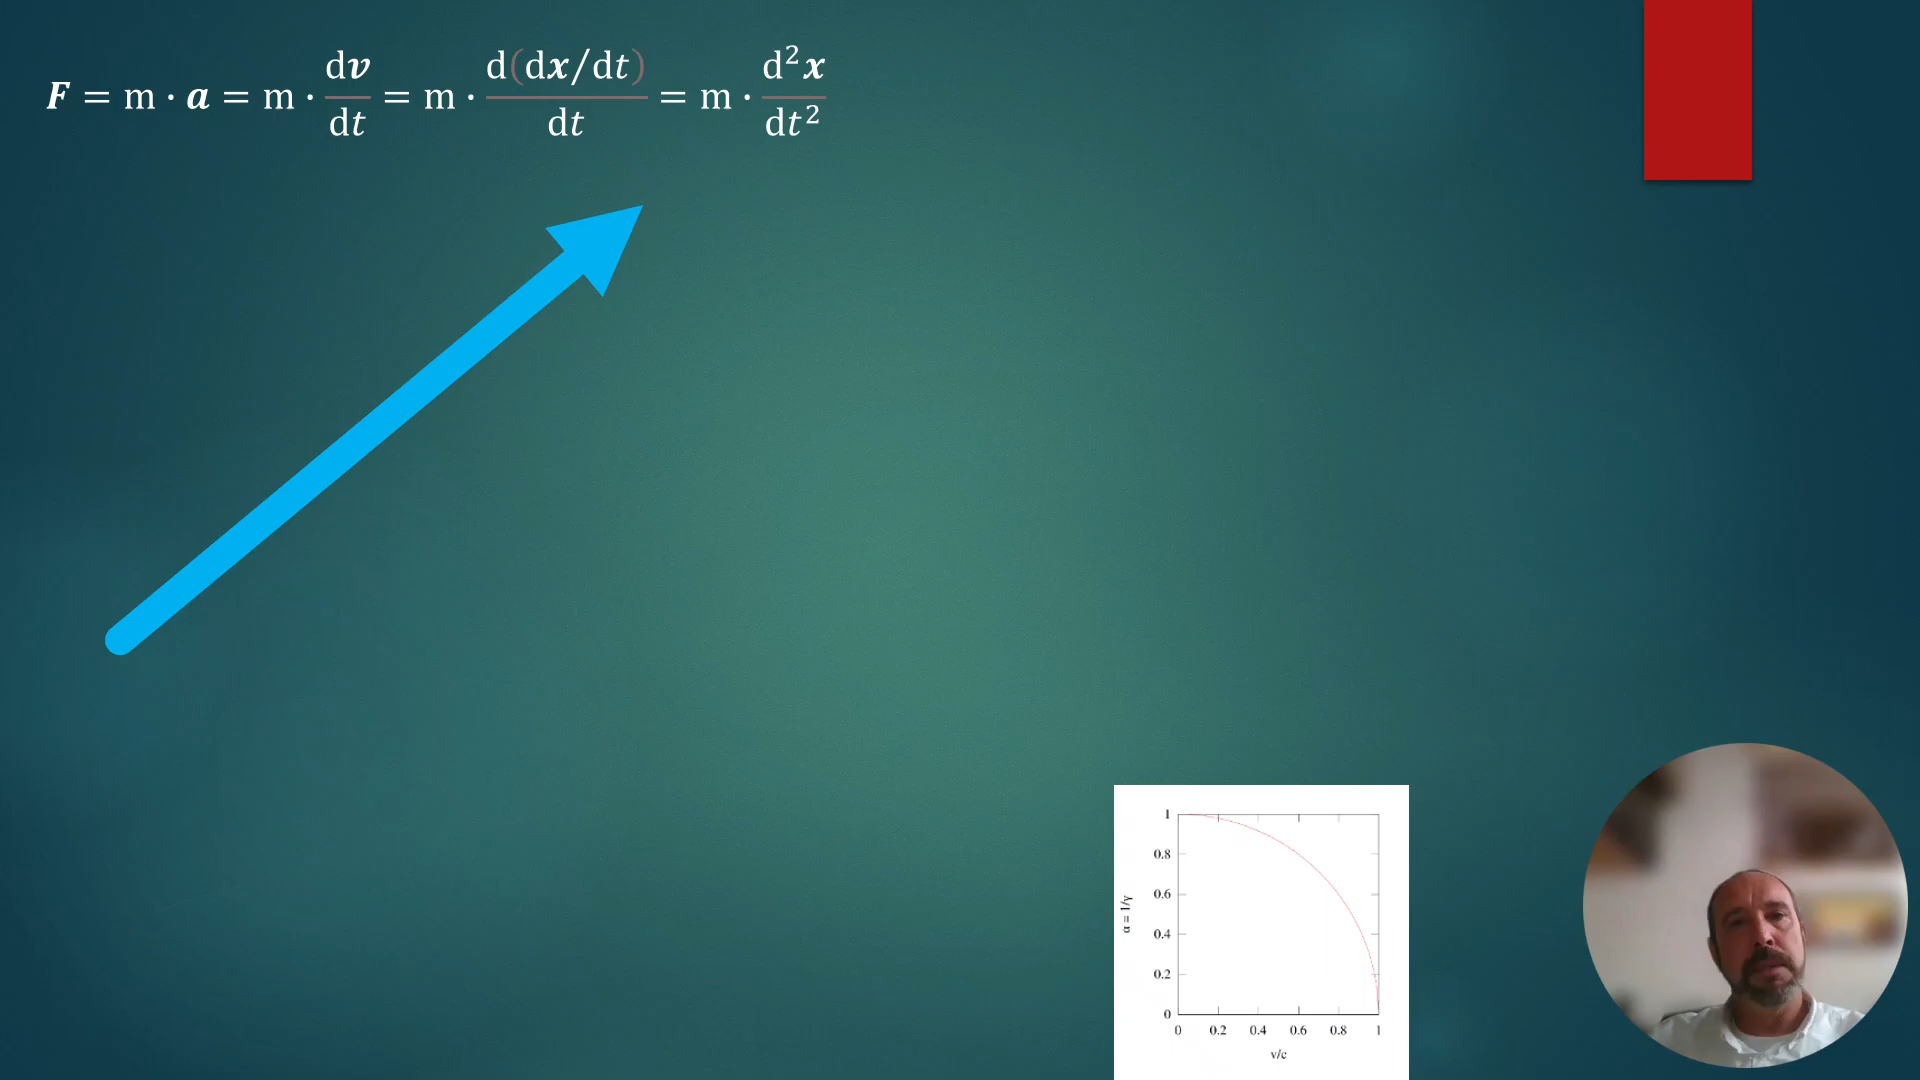 𝑭 = m · 𝒂 = m · d𝒗/d𝑡 = m · d(d𝒙/d𝑡)/d𝑡 = m · d²𝒙/d𝑡²
1
0.8
0.6
0.4
0.2
0
α = 1/γ
0 0.2 0.4 0.6 0.8 1
v/c